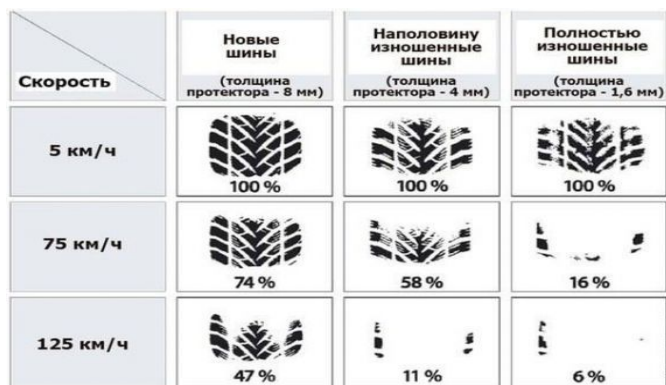 Скорость
Новые
шины
(толщина
протектора - 8 мм)
Наполовину
изношенные
шины
(толщина
протектора - 4 мм)
Полностью
изношенные
шины
(толщина
протектора - 1,6 мм)
5 км/ч
100 %
100 %
100 %
75 км/ч
74 %
58 %
16 %
125 км/ч
47 %
11 %
6 %